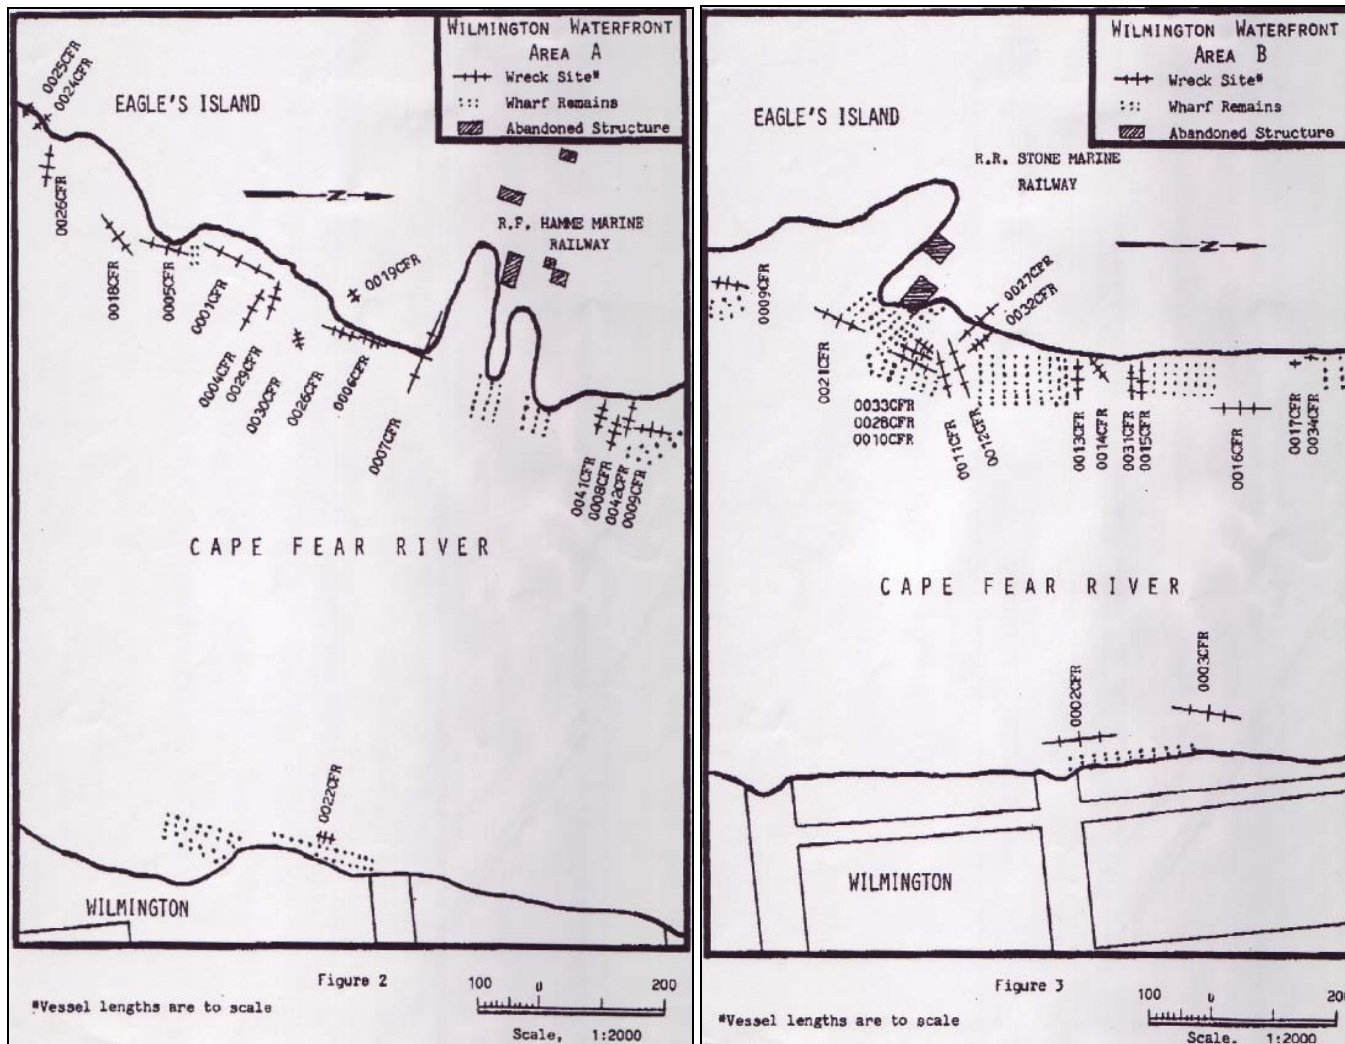 WILMINGTON WATERFRONT
AREA A
Wreck Site*
Wharf Remains
Abandoned Structure
0025CFR
0024CFR
EAGLE'S ISLAND
N
R.F. HAMME MARINE
RAILWAY
0026CFR
0018CFR
0005CFR
0001CFR
0019CFR
0004CFR
0029CFR
0030CFR
0026CFR
0006CFR
0007CFR
0041CFR
0008CFR
0042CFR
0009CFR
CAPE FEAR RIVER
0022CFR
WILMINGTON
Figure 2
*Vessel lengths are to scale
100 0 200
Scale, 1:2000
WILMINGTON WATERFRONT
AREA B
Wreck Site*
Wharf Remains
Abandoned Structure
EAGLE'S ISLAND
R.R. STONE MARINE
RAILWAY
N
0009CFR
0027CFR
0032CFR
0021CFR
0033CFR
0028CFR
0010CFR
0011CFR
0012CFR
0013CFR
0014CFR
0031CFR
0015CFR
0016CFR
0017CFR
0034CFR
CAPE FEAR RIVER
0002CFR
0003CFR
WILMINGTON
Figure 3
*Vessel lengths are to scale
100 0 20
Scale. 1:2000